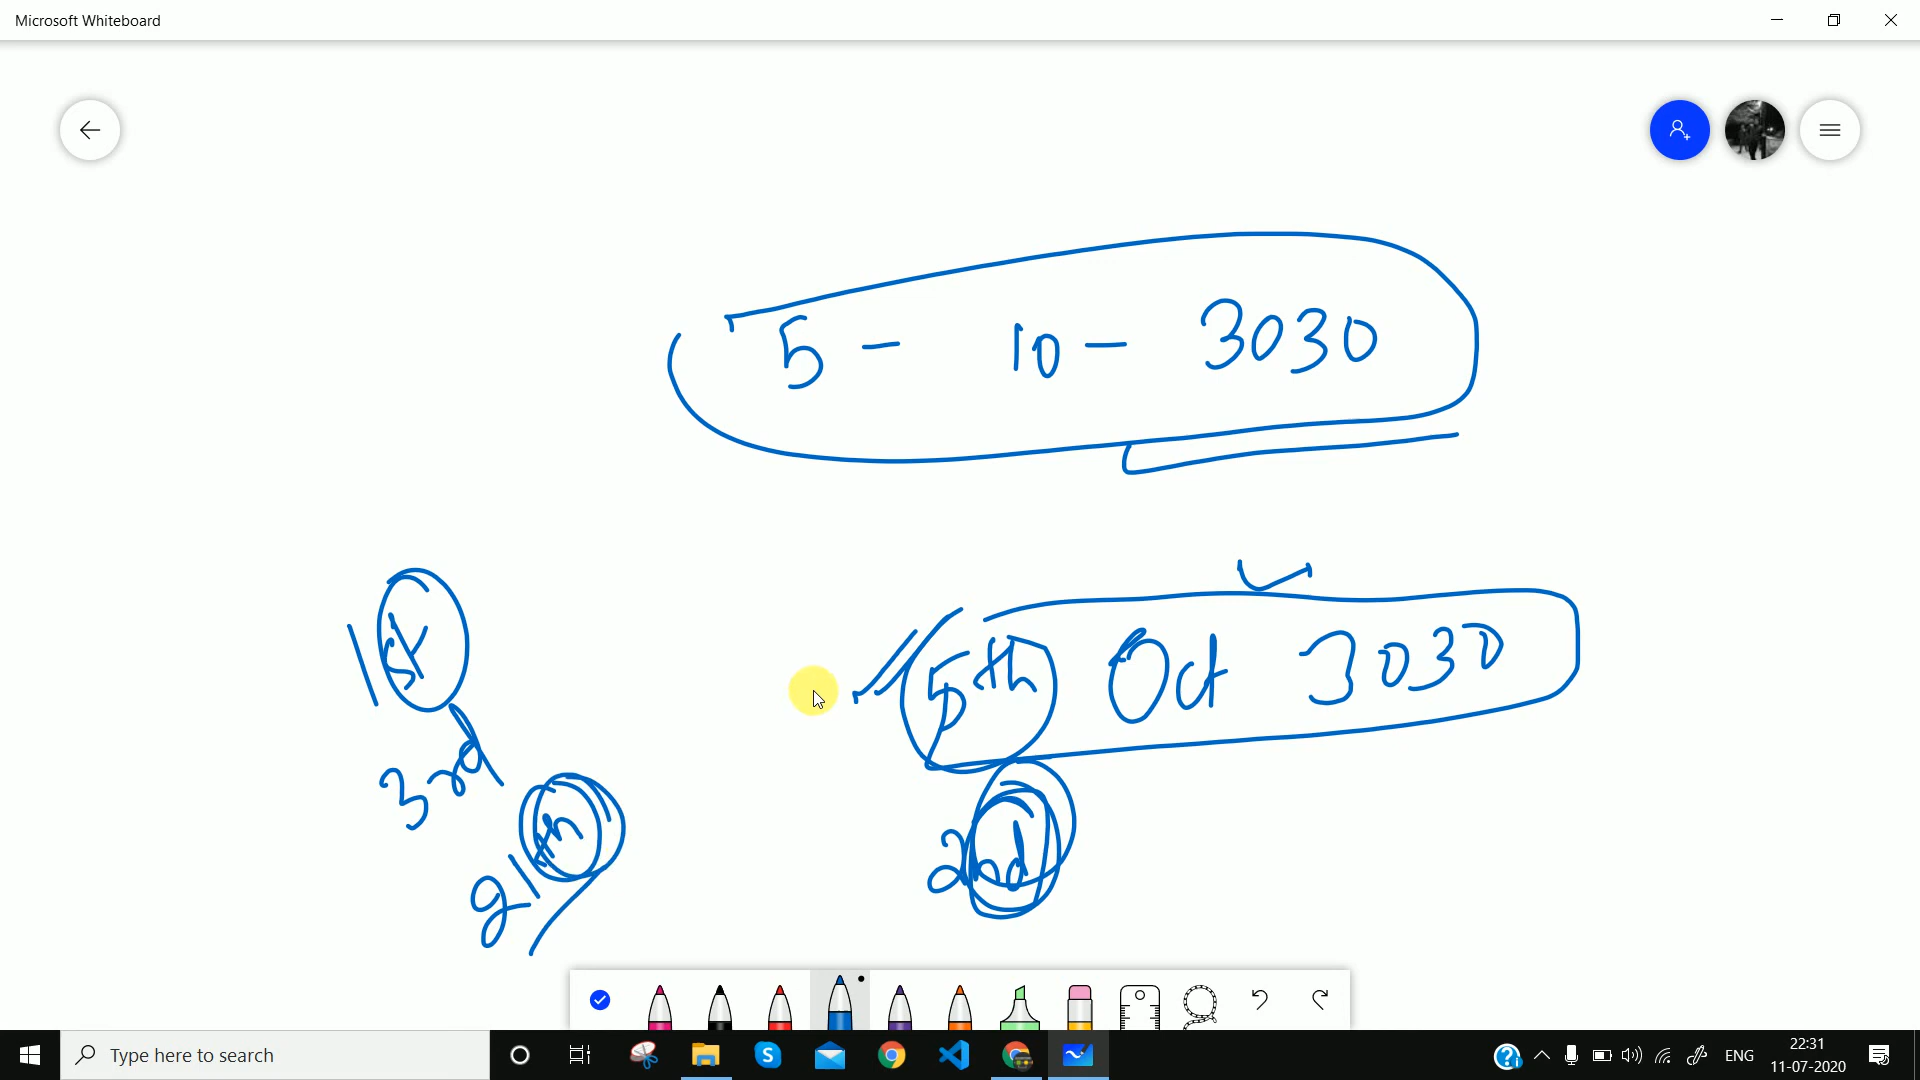 Microsoft Whiteboard
5 - 10 - 3030
1st
5th Oct 3030
3rd
2nd
Type here to search
ENG
22:31
11-07-2020